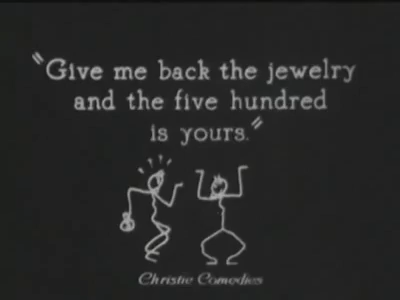 "Give me back the jewelry
and the five hundred
is yours."
Christie Comedies